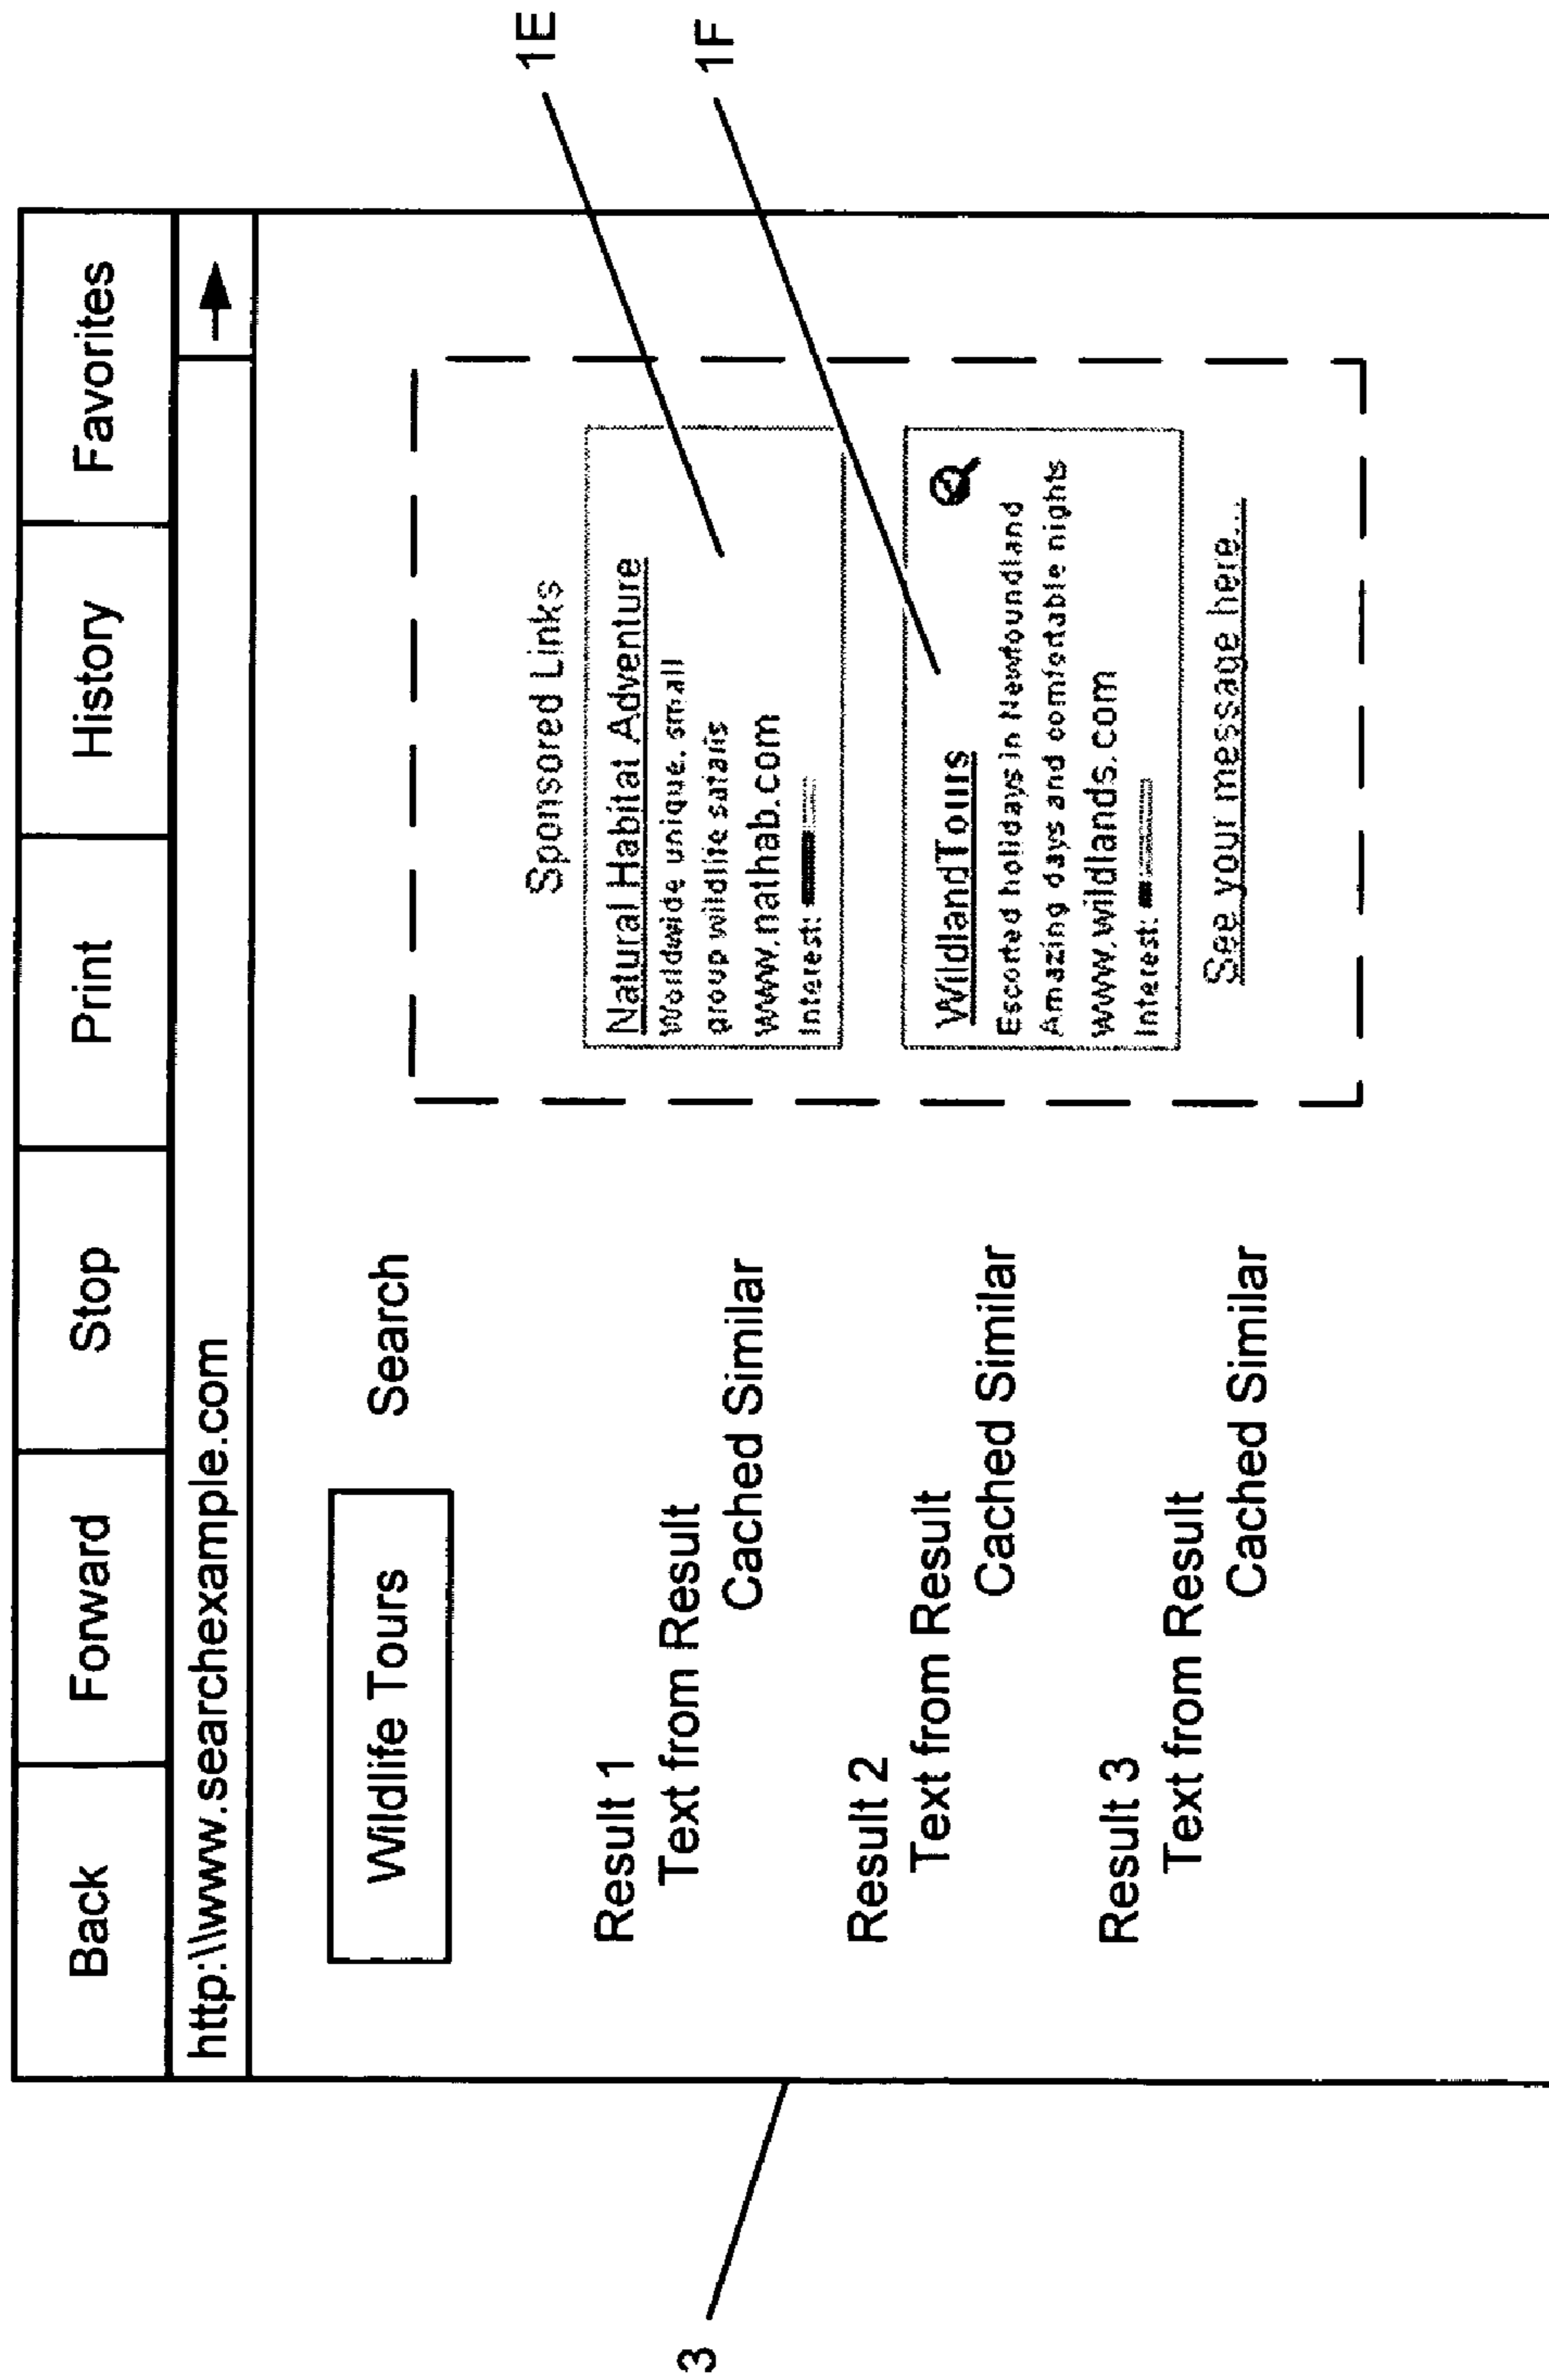 Back Forward Stop Print History Favorites
http:\\www.searchexample.com
Wildlife Tours Search
Result 1
Text from Result
Cached Similar
Result 2
Text from Result
Cached Similar
Result 3
Text from Result
Cached Similar
Sponsored Links
Natural Habitat Adventure
Worldwide unique, small
group wildlife safaris
www.nathab.com
Interest:
WildlandTours
Escorted holidays in Newfoundland
Amazing days and comfortable nights
www.wildlands.com
Interest:
See your message here...
1E
1F
3